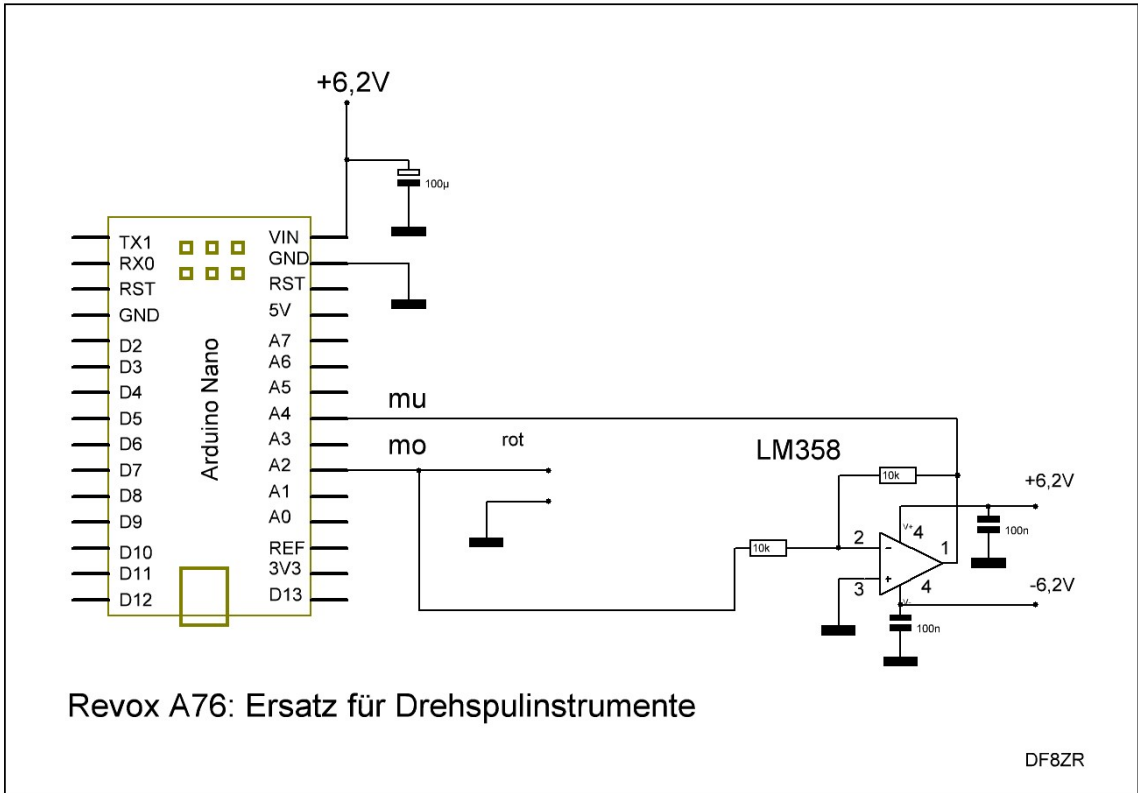 +6,2V
100µ
TX1
RX0
RST
GND
D2
D3
D4
D5
D6
D7
D8
D9
D10
D11
D12
Arduino Nano
VIN
GND
RST
5V
A7
A6
A5
A4
A3
A2
A1
A0
REF
3V3
D13
mu
mo
rot
LM358
10k
10k
+6,2V
100n
V+
4
2
-
1
+
3
4
V-
-6,2V
100n
Revox A76: Ersatz für Drehspulinstrumente
DF8ZR